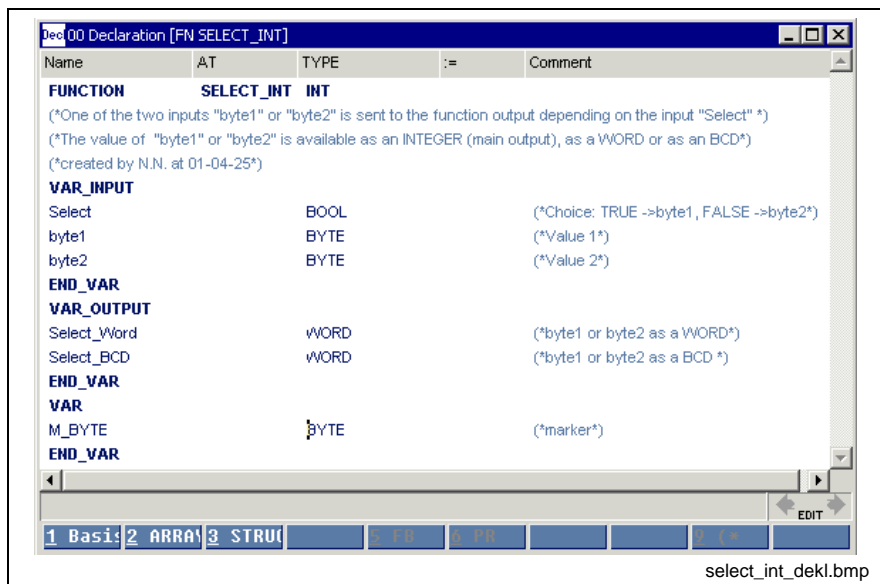 Decl 00 Declaration [FN SELECT_INT]
Name AT TYPE := Comment
FUNCTION SELECT_INT INT
(*One of the two inputs "byte1" or "byte2" is sent to the function output depending on the input "Select" *)
(*The value of "byte1" or "byte2" is available as an INTEGER (main output), as a WORD or as an BCD*)
(*created by N.N. at 01-04-25*)
VAR_INPUT
Select BOOL (*Choice: TRUE ->byte1, FALSE ->byte2*)
byte1 BYTE (*Value 1*)
byte2 BYTE (*Value 2*)
END_VAR
VAR_OUTPUT
Select_Word WORD (*byte1 or byte2 as a WORD*)
Select_BCD WORD (*byte1 or byte2 as a BCD *)
END_VAR
VAR
M_BYTE BYTE (*marker*)
END_VAR
EDIT
1 Basis 2 ARRAY 3 STRUC 5 FB 6 PR 9 (*
select_int_dekl.bmp